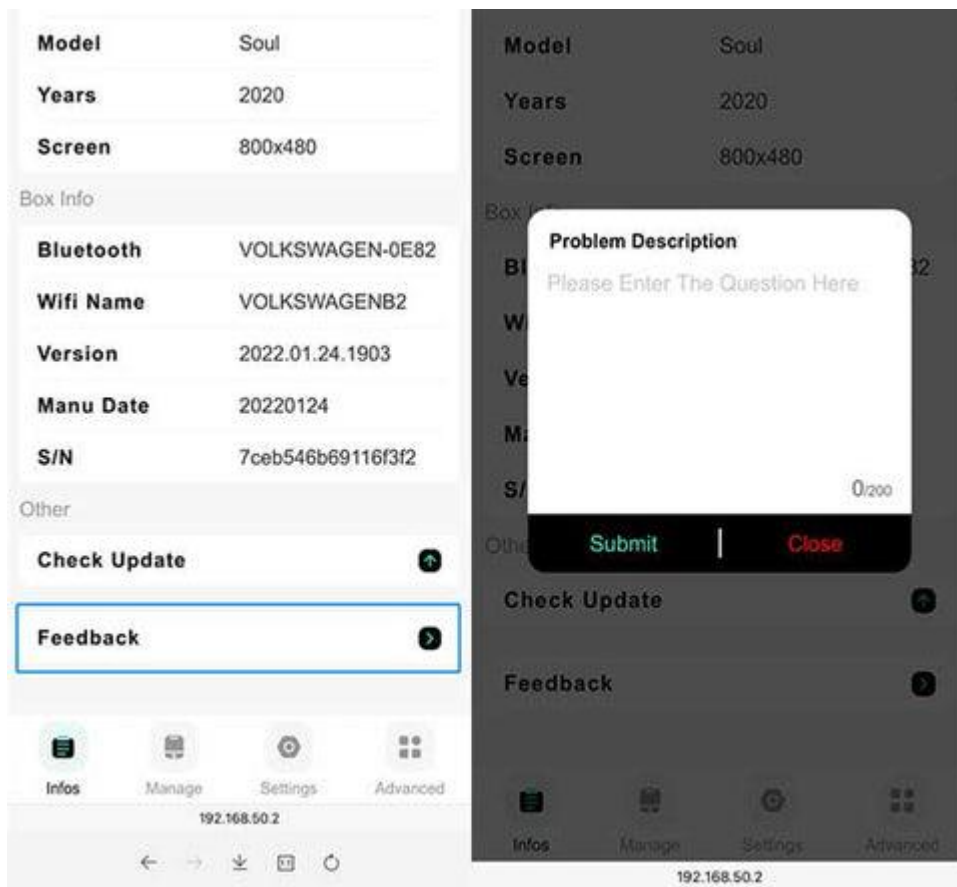 Model Soul
Years 2020
Screen 800x480
Box Info
Bluetooth VOLKSWAGEN-0E82
Wifi Name VOLKSWAGENB2
Version 2022.01.24.1903
Manu Date 20220124
S/N 7ceb546b69116f3f2
Other
Check Update
Feedback
Infos Manage Settings Advanced
192.168.50.2
Model Soul
Years 2020
Screen 800x480
Box
Problem Description
Please Enter The Question Here
0/200
Submit | Close
Check Update
Feedback
Infos Manage Settings Advanced
192.168.50.2